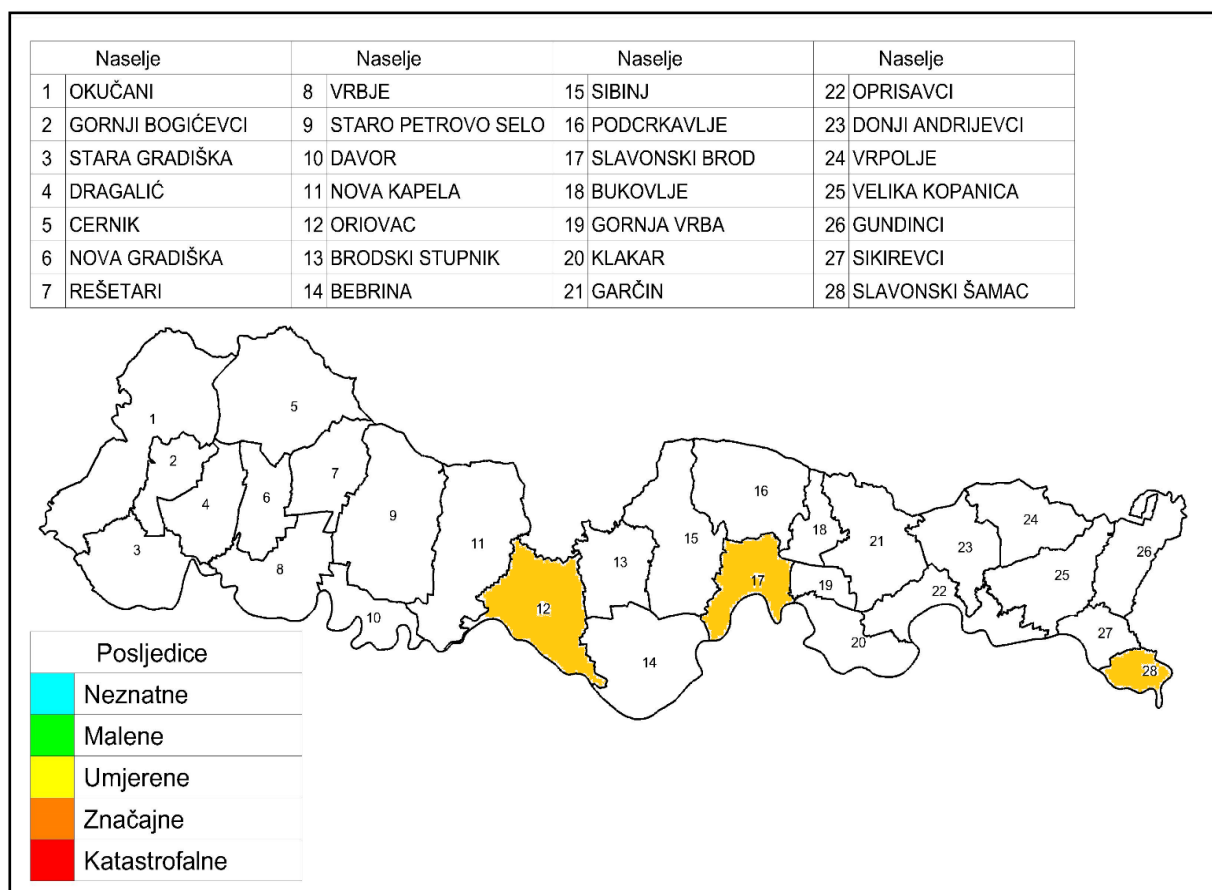 Naselje Naselje Naselje Naselje
1 OKUČANI 8 VRBJE 15 SIBINJ 22 OPRISAVCI
2 GORNJI BOGIĆEVCI 9 STARO PETROVO SELO 16 PODCRKAVLJE 23 DONJI ANDRIJEVCI
3 STARA GRADIŠKA 10 DAVOR 17 SLAVONSKI BROD 24 VRPOLJE
4 DRAGALIĆ 11 NOVA KAPELA 18 BUKOVLJE 25 VELIKA KOPANICA
5 CERNIK 12 ORIOVAC 19 GORNJA VRBA 26 GUNDINCI
6 NOVA GRADIŠKA 13 BRODSKI STUPNIK 20 KLAKAR 27 SIKIREVCI
7 REŠETARI 14 BEBRINA 21 GARČIN 28 SLAVONSKI ŠAMAC
1
5
2
7
4
6
9
3
8
10
11
12
13
14
15
16
17
18
19
20
21
22
23
24
25
26
27
28
Posljedice
Neznatne
Malene
Umjerene
Značajne
Katastrofalne